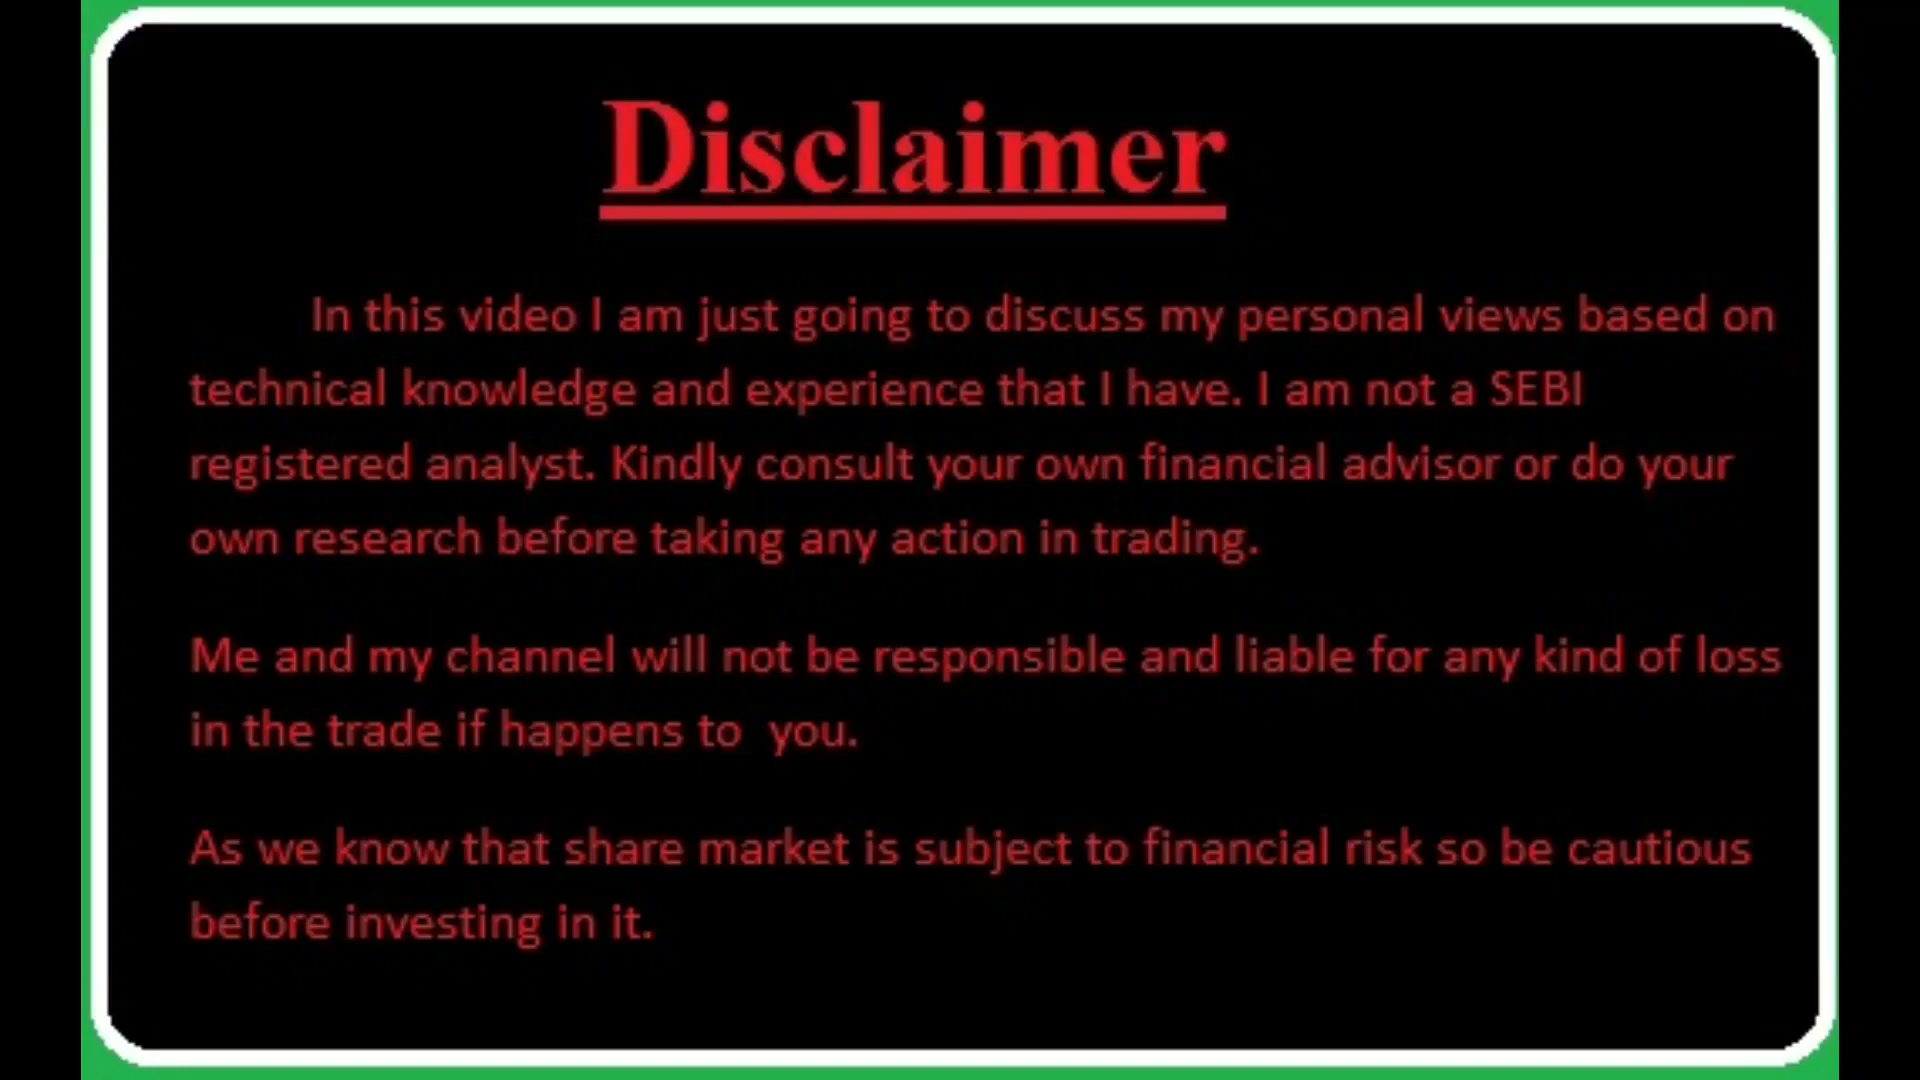 Disclaimer
In this video I am just going to discuss my personal views based on
technical knowledge and experience that I have. I am not a SEBI
registered analyst. Kindly consult your own financial advisor or do your
own research before taking any action in trading.
Me and my channel will not be responsible and liable for any kind of loss
in the trade if happens to  you.
As we know that share market is subject to financial risk so be cautious
before investing in it.